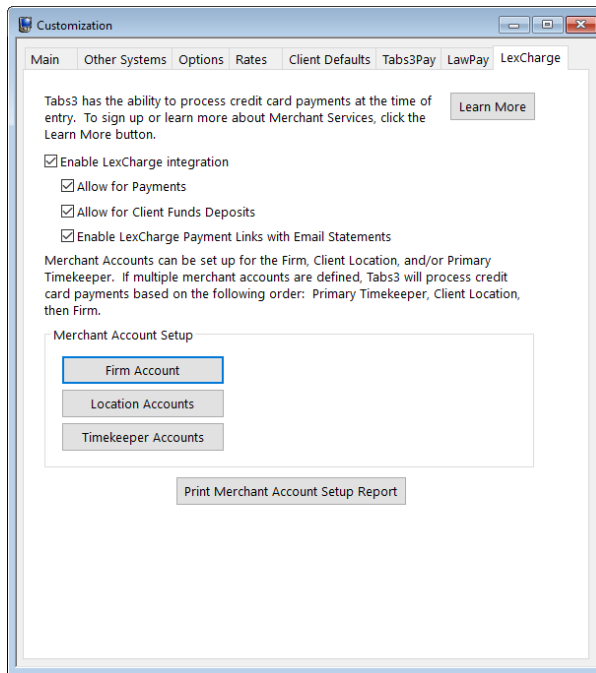 Customization
Main Other Systems Options Rates Client Defaults Tabs3Pay LawPay LexCharge
Tabs3 has the ability to process credit card payments at the time of
entry. To sign up or learn more about Merchant Services, click the
Learn More button.
Learn More
Enable LexCharge integration
Allow for Payments
Allow for Client Funds Deposits
Enable LexCharge Payment Links with Email Statements
Merchant Accounts can be set up for the Firm, Client Location, and/or Primary
Timekeeper. If multiple merchant accounts are defined, Tabs3 will process credit
card payments based on the following order: Primary Timekeeper, Client Location,
then Firm.
Merchant Account Setup
Firm Account
Location Accounts
Timekeeper Accounts
Print Merchant Account Setup Report